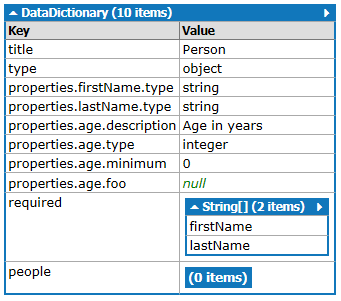 DataDictionary (10 items)
Key Value
title Person
type object
properties.firstName.type string
properties.lastName.type string
properties.age.description Age in years
properties.age.type integer
properties.age.minimum 0
properties.age.foo null
required String[] (2 items)
firstName
lastName
people (0 items)